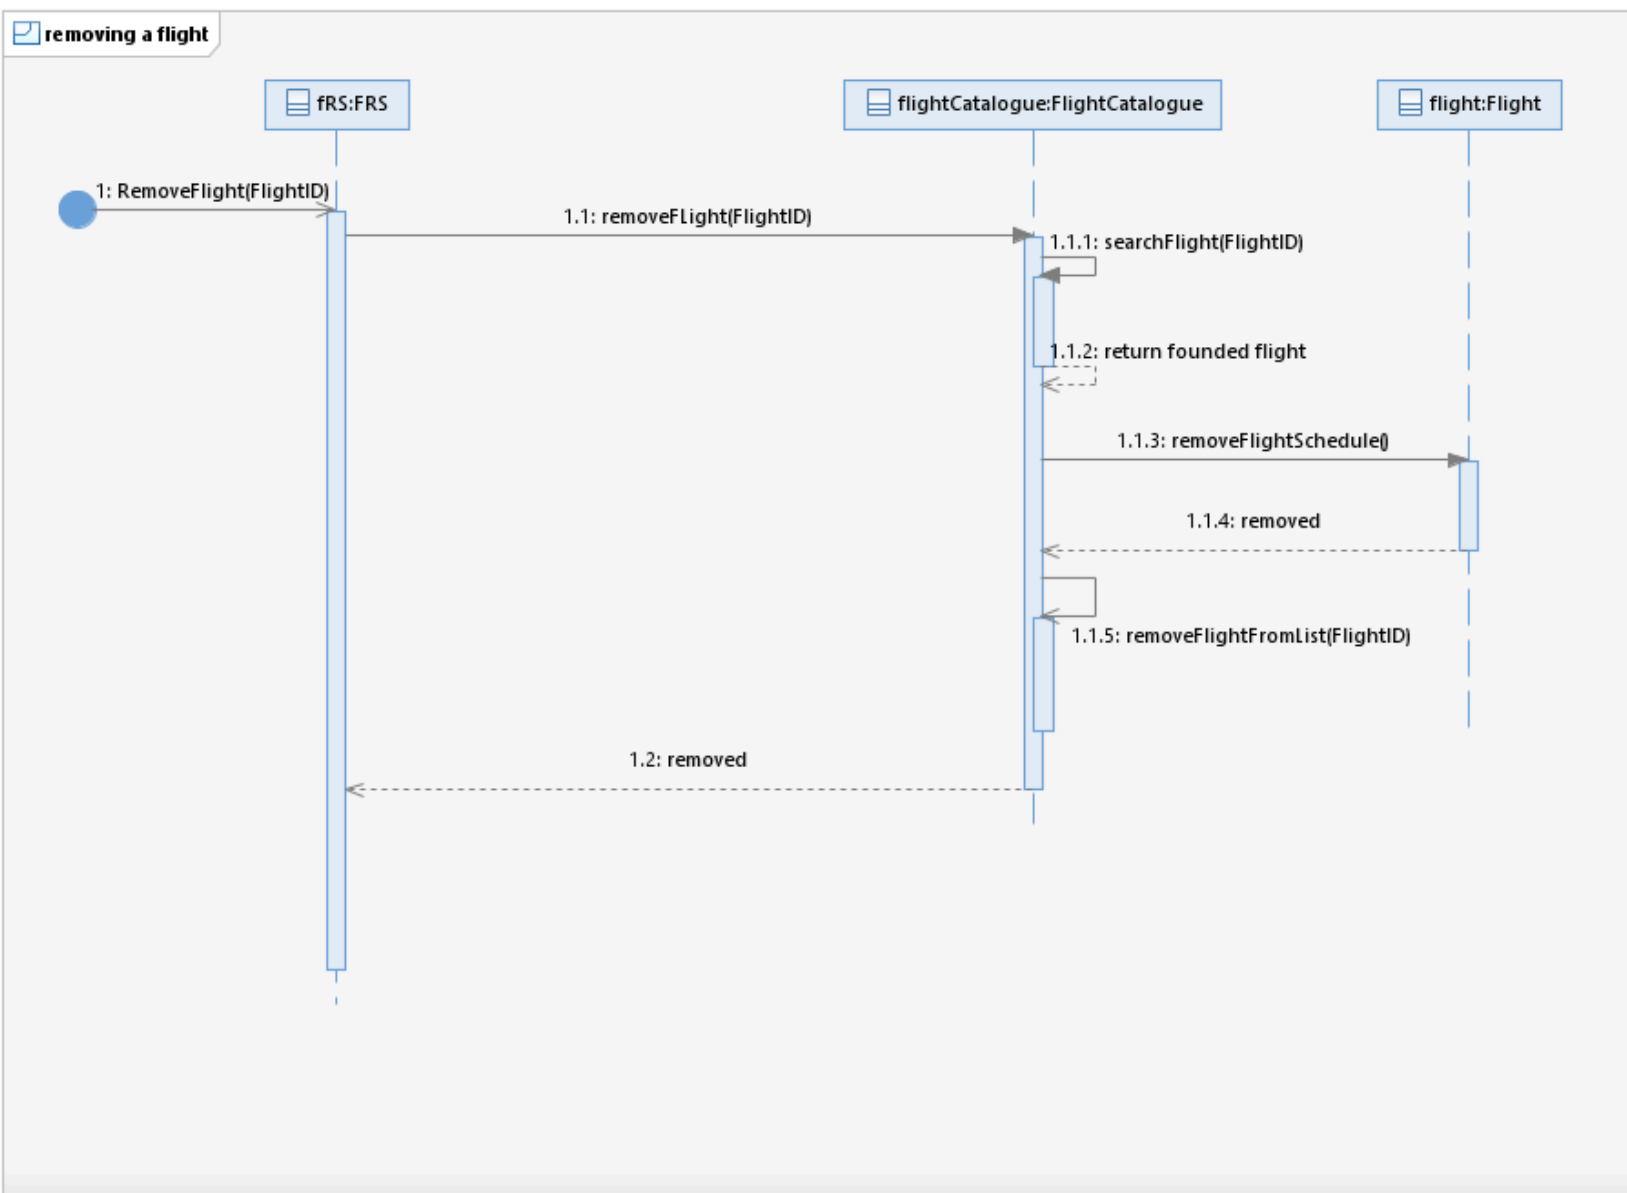 removing a flight
fRS:FRS
flightCatalogue:FlightCatalogue
flight:Flight
1: RemoveFlight(FlightID)
1.1: removeFLight(FlightID)
1.1.1: searchFlight(FlightID)
1.1.2: return founded flight
1.1.3: removeFlightSchedule()
1.1.4: removed
1.1.5: removeFlightFromList(FlightID)
1.2: removed